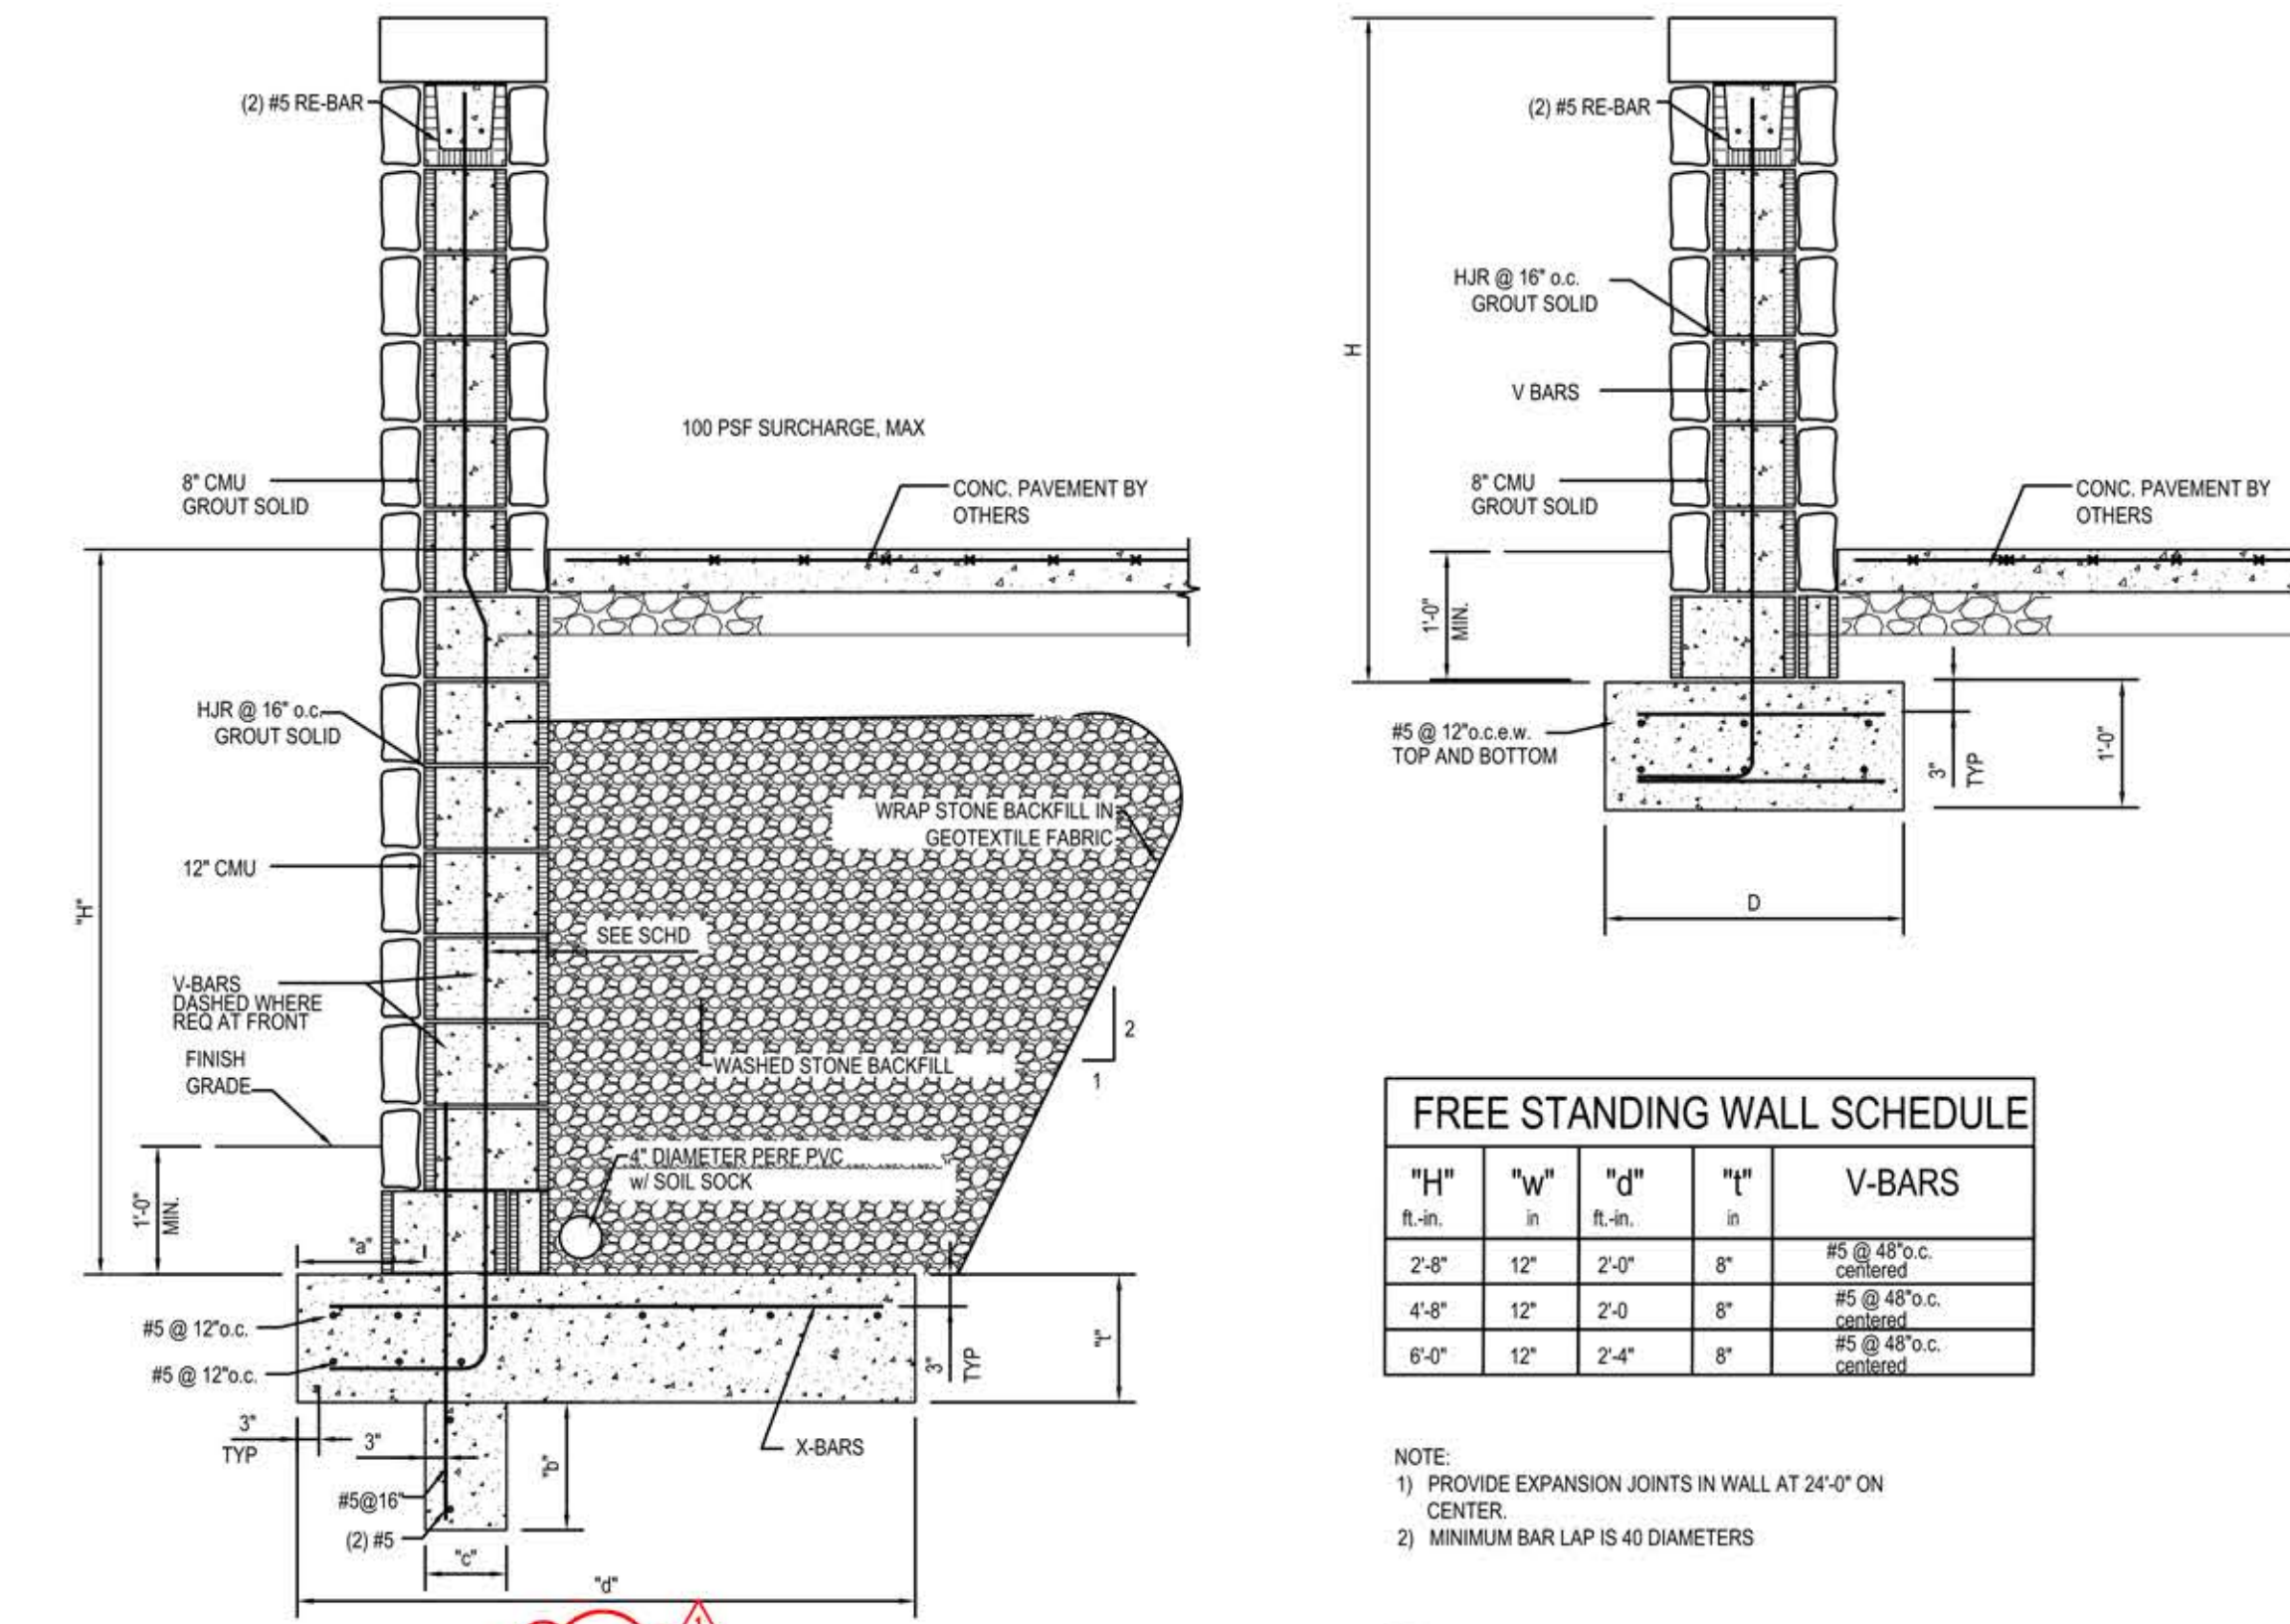 (2) #5 RE-BAR
100 PSF SURCHARGE, MAX
8" CMU
GROUT SOLID
CONC. PAVEMENT BY
OTHERS
HJR @ 16" o.c.
GROUT SOLID
WRAP STONE BACKFILL IN
GEOTEXTILE FABRIC
12" CMU
"H"
SEE SCHD
V-BARS
DASHED WHERE
REQ AT FRONT
FINISH
GRADE
2
1
WASHED STONE BACKFILL
4" DIAMETER PERF PVC
w/ SOIL SOCK
1'-0"
MIN.
"a"
#5 @ 12"o.c.
#5 @ 12"o.c.
3"
TYP
"t"
3"
TYP
3"
"b"
X-BARS
#5@16"
(2) #5
"c"
"d"
1
(2) #5 RE-BAR
HJR @ 16" o.c.
GROUT SOLID
H
V BARS
8" CMU
GROUT SOLID
CONC. PAVEMENT BY
OTHERS
1'-0"
MIN.
#5 @ 12"o.c.e.w.
TOP AND BOTTOM
3"
TYP
1'-0"
D
FREE STANDING WALL SCHEDULE
"H" "w" "d" "t" V-BARS
ft.-in. in ft.-in. in
2'-8" 12" 2'-0" 8" #5 @ 48"o.c.
centered
4'-8" 12" 2'-0 8" #5 @ 48"o.c.
centered
6'-0" 12" 2'-4" 8" #5 @ 48"o.c.
centered
NOTE:
1) PROVIDE EXPANSION JOINTS IN WALL AT 24'-0" ON
CENTER.
2) MINIMUM BAR LAP IS 40 DIAMETERS